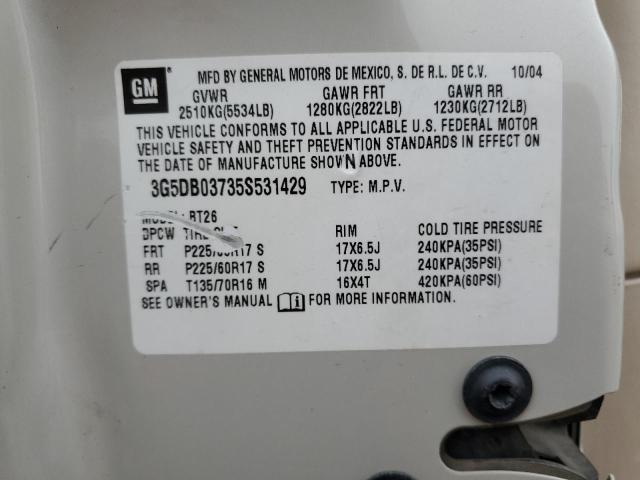 GM
MFD BY GENERAL MOTORS DE MEXICO, S. DE R.L. DE C.V. 10/04
GVWR GAWR FRT GAWR RR
2510KG(5534LB) 1280KG(2822LB) 1230KG(2712LB)
THIS VEHICLE CONFORMS TO ALL APPLICABLE U.S. FEDERAL MOTOR
VEHICLE SAFETY AND THEFT PREVENTION STANDARDS IN EFFECT ON
THE DATE OF MANUFACTURE SHOWN ABOVE.
3G5DB03735S531429 TYPE: M.P.V.
BT26
DPCW RIM COLD TIRE PRESSURE
FRT S 17X6.5J 240KPA(35PSI)
RR P225/60R17 S 17X6.5J 240KPA(35PSI)
SPA T135/70R16 M 16X4T 420KPA(60PSI)
SEE OWNER'S MANUAL FOR MORE INFORMATION.